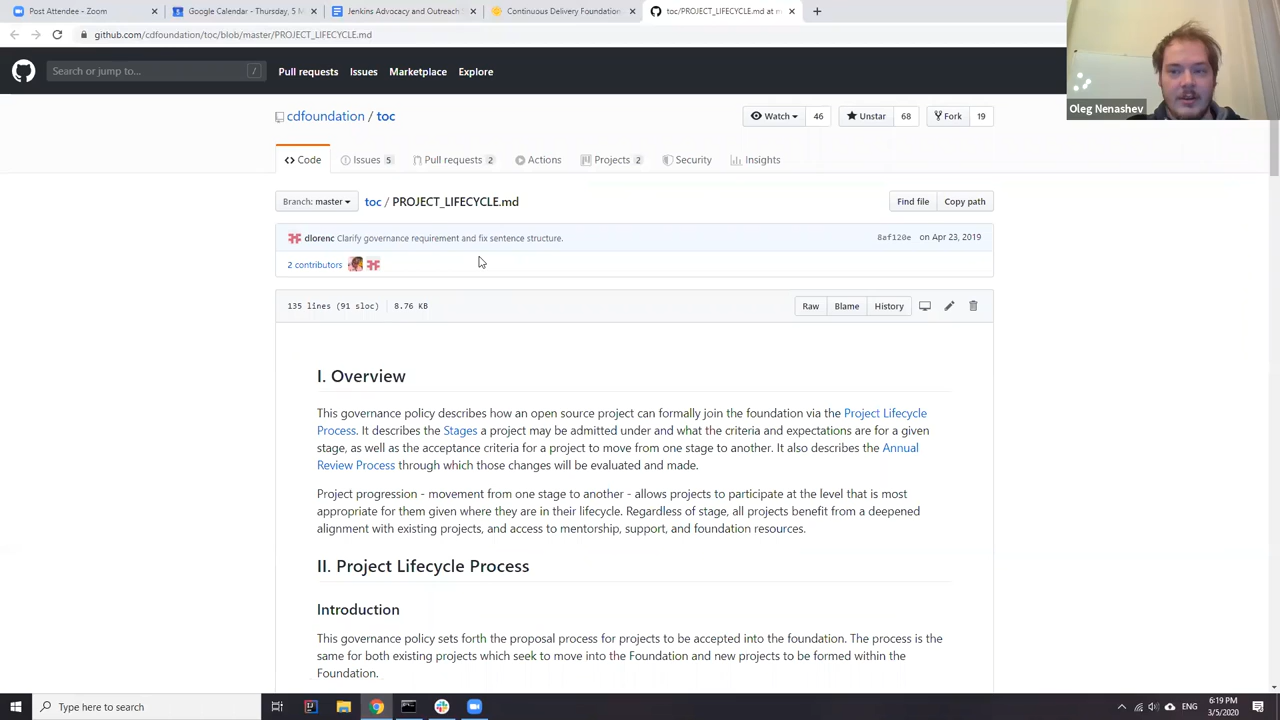 Post Attendee - Zoom
Google Calendar - Thursday, 5 M
Jenkins Advocacy and Outreach
Continuous Delivery Foundation
toc/PROJECT_LIFECYCLE.md at m
github.com/cdfoundation/toc/blob/master/PROJECT_LIFECYCLE.md
Search or jump to...
/
Pull requests
Issues
Marketplace
Explore
Oleg Nenashev
cdfoundation / toc
Watch
46
Unstar
68
Fork
19
Code
Issues 5
Pull requests 2
Actions
Projects 2
Security
Insights
Branch: master
toc / PROJECT_LIFECYCLE.md
Find file
Copy path
dlorenc Clarify governance requirement and fix sentence structure.
8af120e on Apr 23, 2019
2 contributors
135 lines (91 sloc) 8.76 KB
Raw
Blame
History
I. Overview
This governance policy describes how an open source project can formally join the foundation via the Project Lifecycle
Process. It describes the Stages a project may be admitted under and what the criteria and expectations are for a given
stage, as well as the acceptance criteria for a project to move from one stage to another. It also describes the Annual
Review Process through which those changes will be evaluated and made.
Project progression - movement from one stage to another - allows projects to participate at the level that is most
appropriate for them given where they are in their lifecycle. Regardless of stage, all projects benefit from a deepened
alignment with existing projects, and access to mentorship, support, and foundation resources.
II. Project Lifecycle Process
Introduction
This governance policy sets forth the proposal process for projects to be accepted into the foundation. The process is the
same for both existing projects which seek to move into the Foundation and new projects to be formed within the
Foundation.
Type here to search
ENG
6:19 PM
3/5/2020